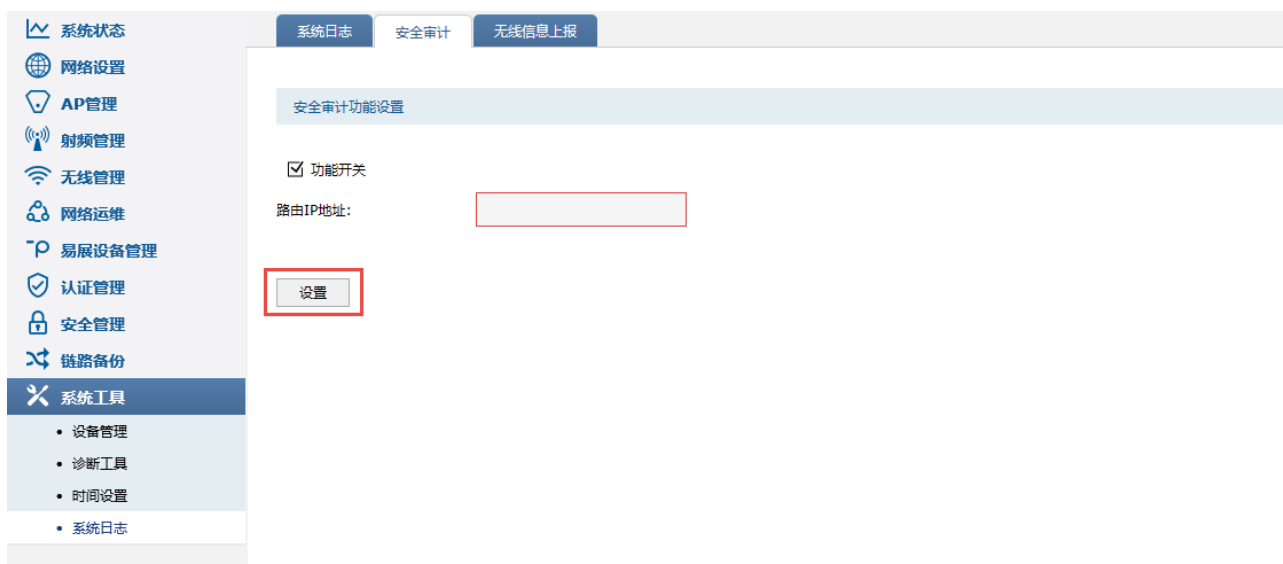 系统状态
网络设置
AP管理
射频管理
无线管理
网络运维
易展设备管理
认证管理
安全管理
链路备份
系统工具
设备管理
诊断工具
时间设置
系统日志
系统日志 安全审计 无线信息上报
安全审计功能设置
功能开关
路由IP地址:
设置